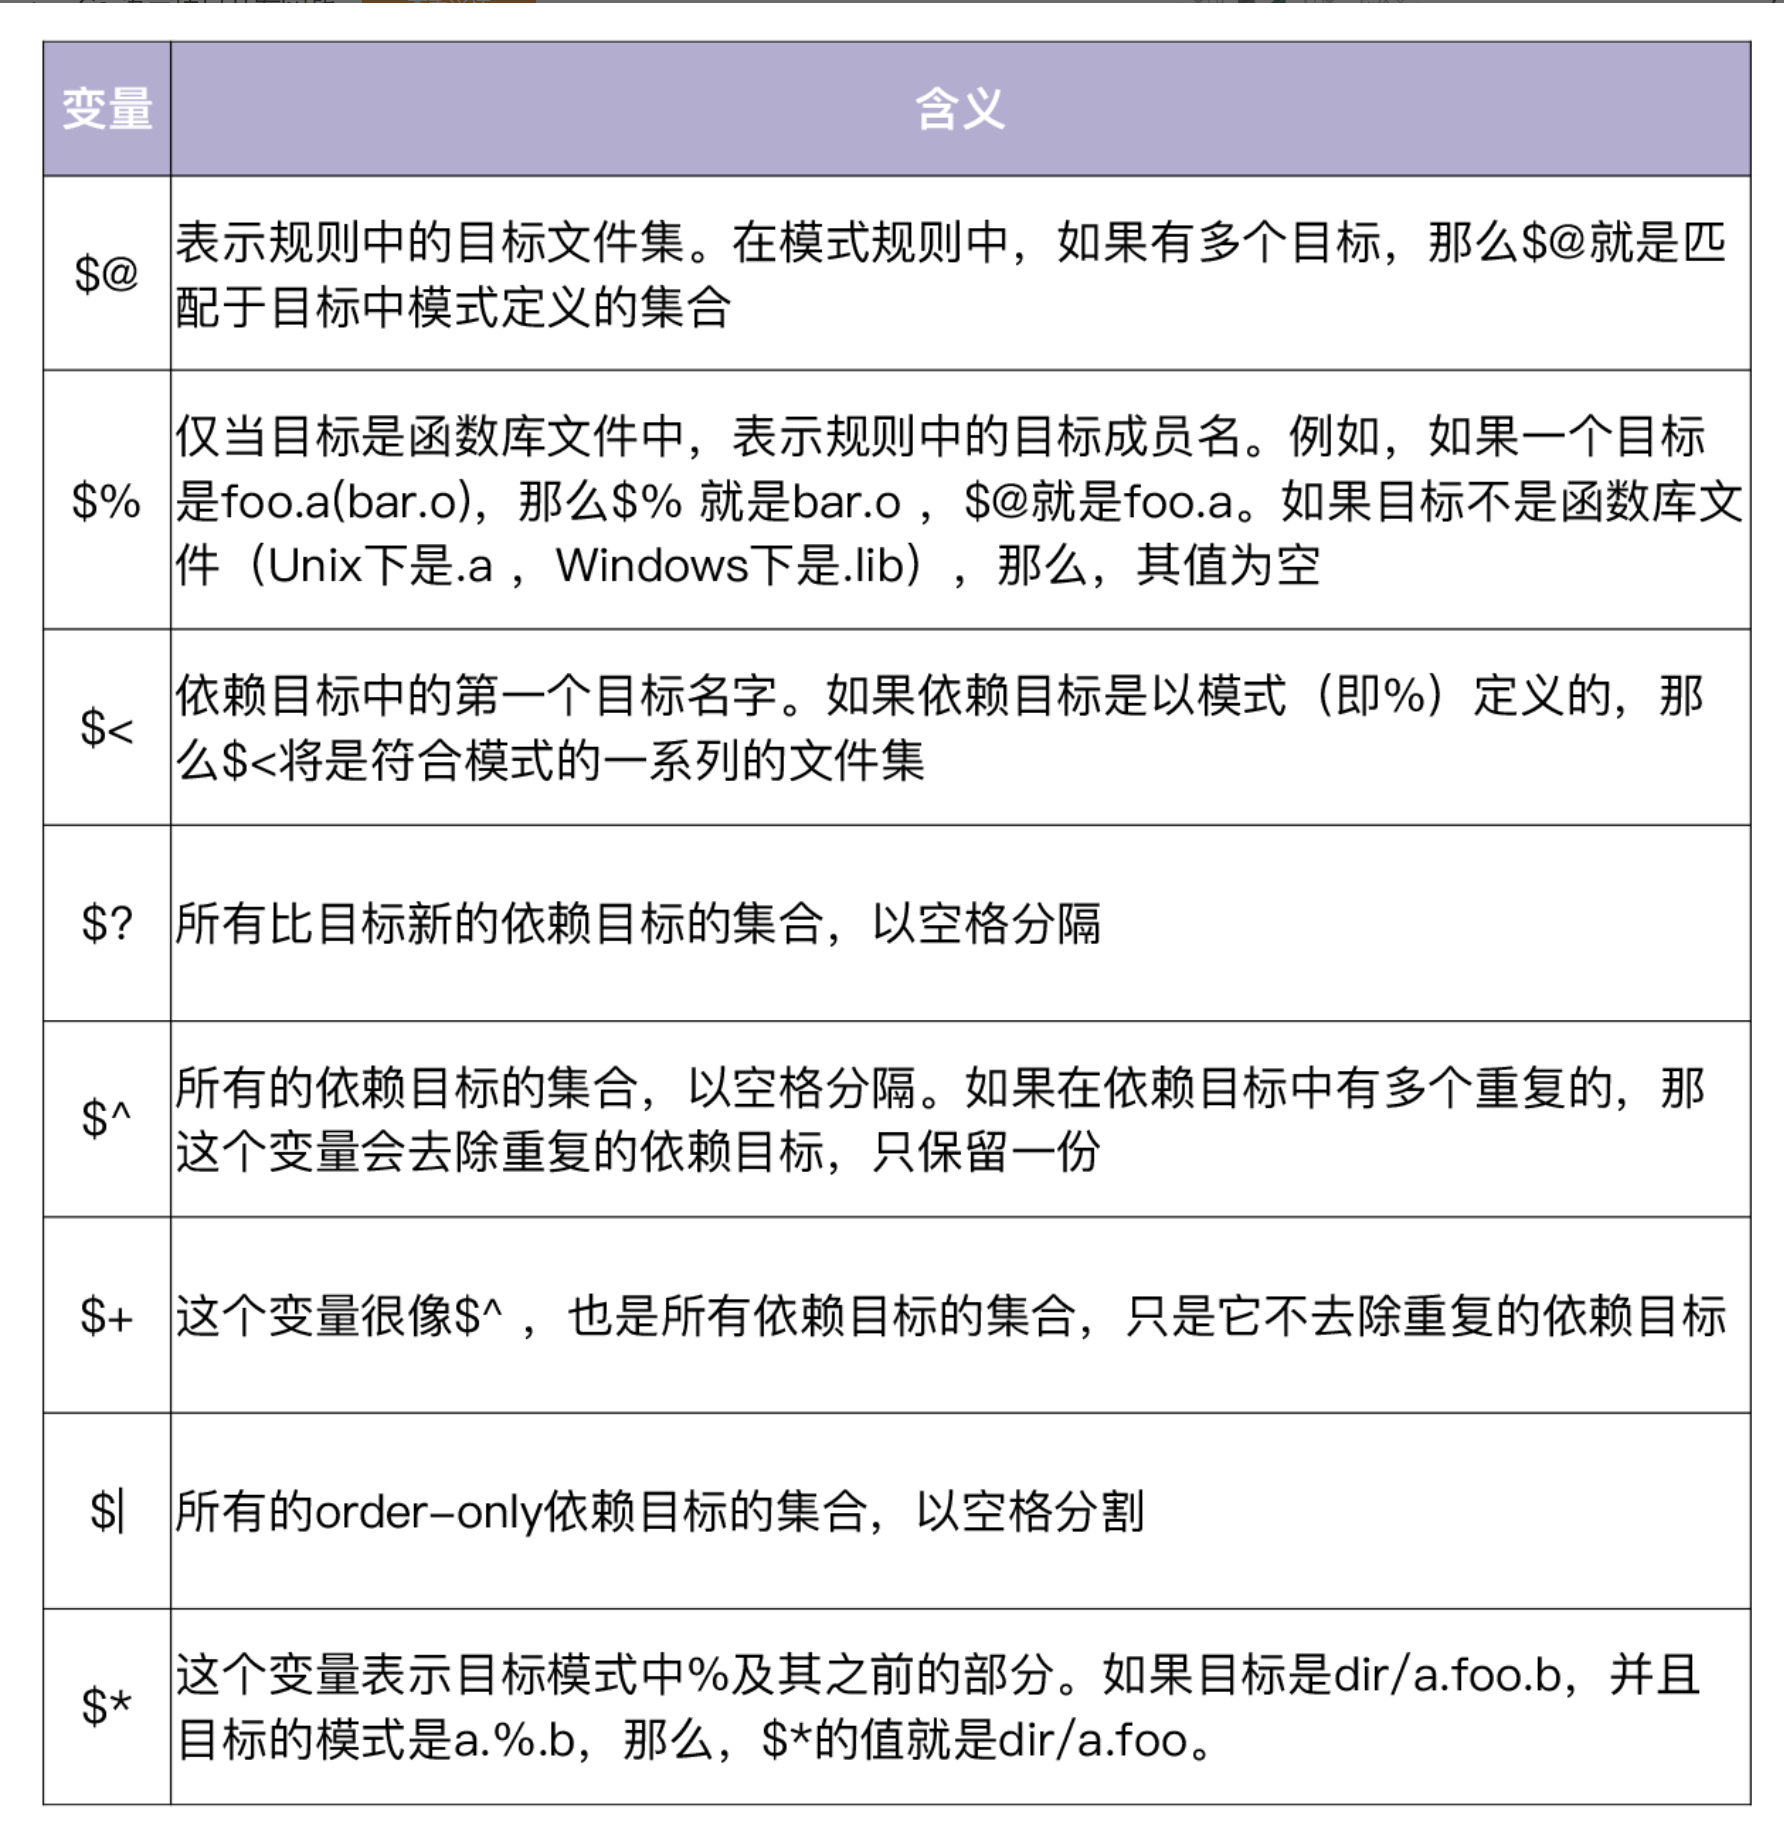 变量
含义
$@
表示规则中的目标文件集。在模式规则中，如果有多个目标，那么$@就是匹
配于目标中模式定义的集合
$%
仅当目标是函数库文件中，表示规则中的目标成员名。例如，如果一个目标
是foo.a(bar.o)，那么$% 就是bar.o ，$@就是foo.a。如果目标不是函数库文
件（Unix下是.a ，Windows下是.lib），那么，其值为空
$<
依赖目标中的第一个目标名字。如果依赖目标是以模式（即%）定义的，那
么$<将是符合模式的一系列的文件集
$?
所有比目标新的依赖目标的集合，以空格分隔
$^
所有的依赖目标的集合，以空格分隔。如果在依赖目标中有多个重复的，那
这个变量会去除重复的依赖目标，只保留一份
$+
这个变量很像$^ ，也是所有依赖目标的集合，只是它不去除重复的依赖目标
$|
所有的order-only依赖目标的集合，以空格分割
$*
这个变量表示目标模式中%及其之前的部分。如果目标是dir/a.foo.b，并且
目标的模式是a.%.b，那么，$*的值就是dir/a.foo。